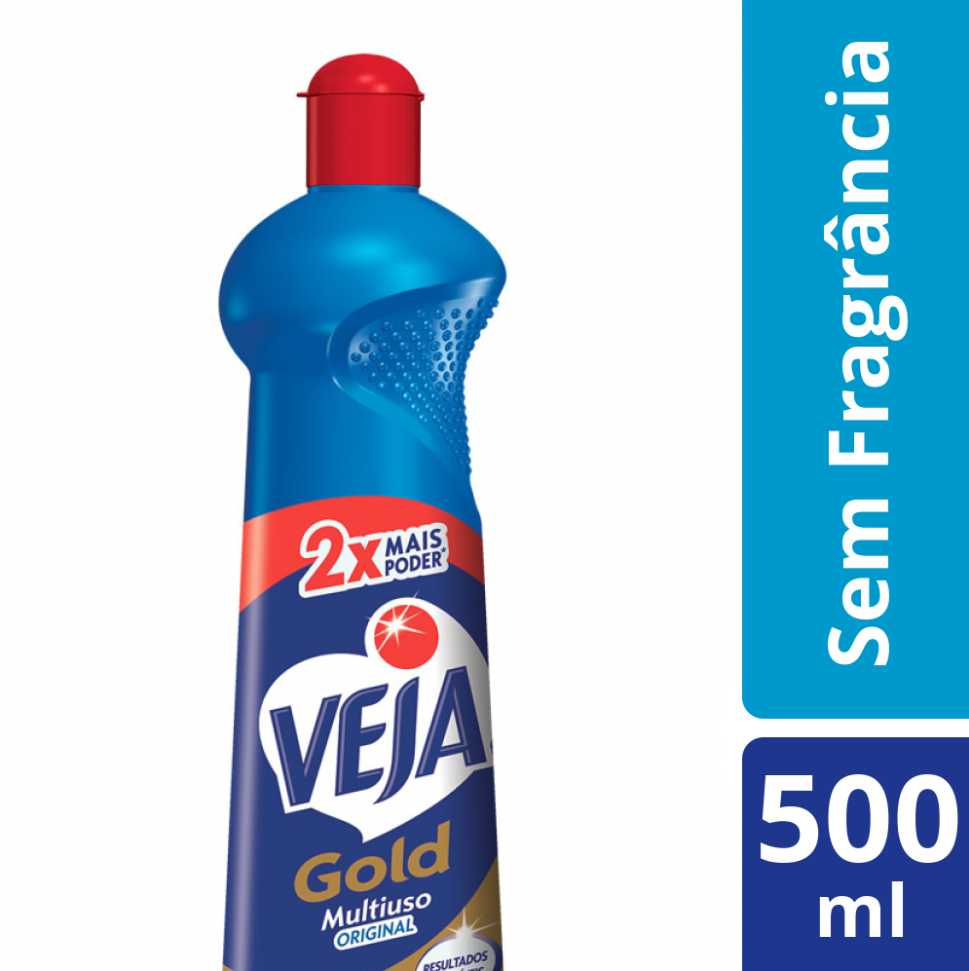 2x MAIS
PODER*
VEJA
Gold
Multiuso
ORIGINAL
RESULTADOS
Sem Fragrância
500
ml